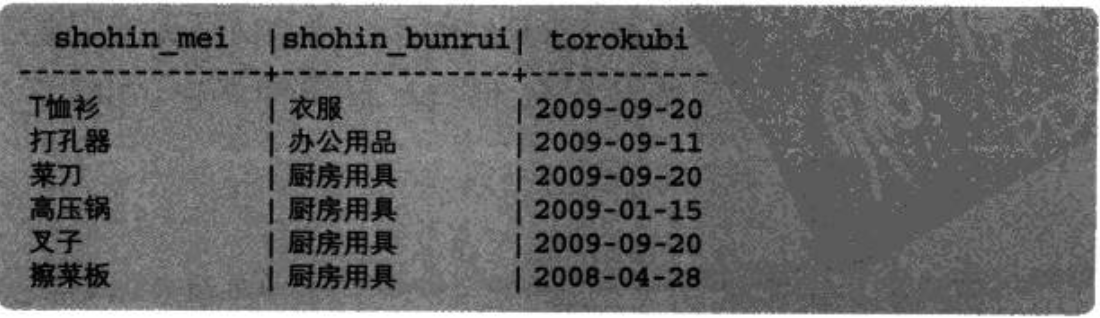 shohin_mei |shohin_bunrui| torokubi
---------------+---------------+-----------
T恤衫 | 衣服 | 2009-09-20
打孔器 | 办公用品 | 2009-09-11
菜刀 | 厨房用具 | 2009-09-20
高压锅 | 厨房用具 | 2009-01-15
叉子 | 厨房用具 | 2009-09-20
擦菜板 | 厨房用具 | 2008-04-28